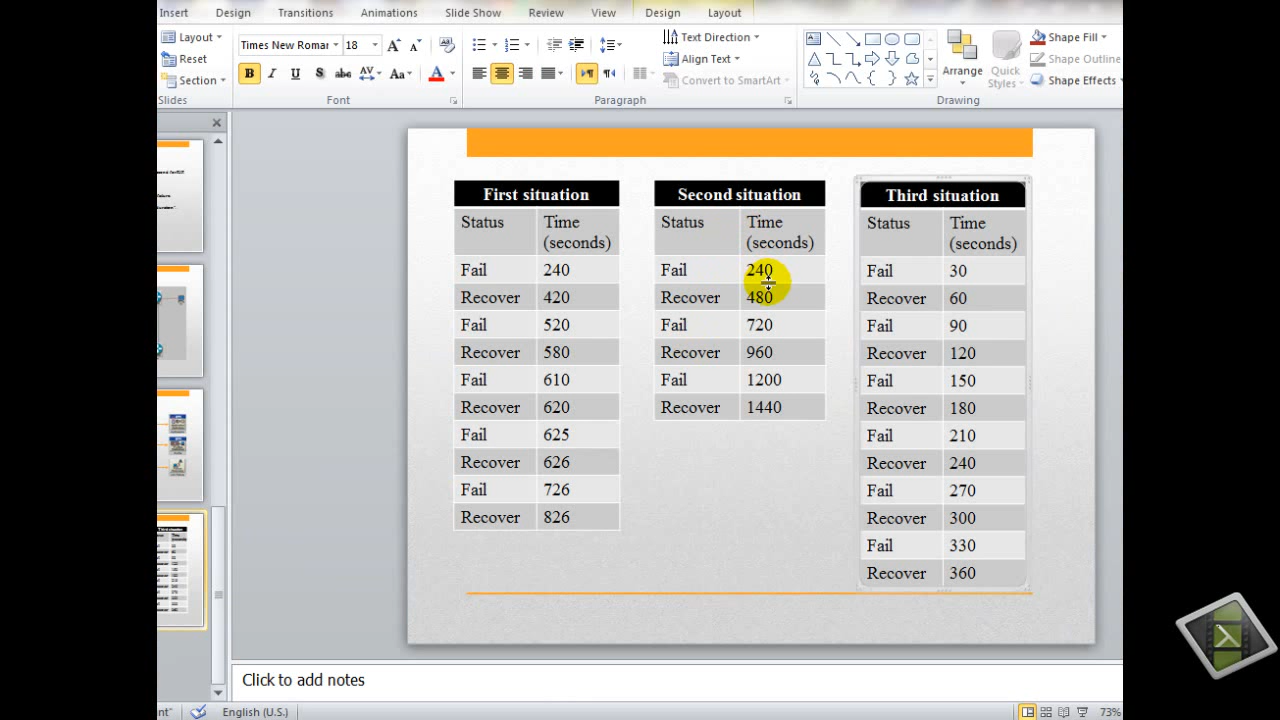 Insert Design Transitions Animations Slide Show Review View Design Layout
Layout Times New Roman 18 Text Direction Shape Fill
Reset Align Text Arrange Quick Styles Shape Outline
Section B I U S abc AV Aa A Convert to SmartArt Shape Effects
Slides Font Paragraph Drawing
First situation
Status Time (seconds)
Fail 240
Recover 420
Fail 520
Recover 580
Fail 610
Recover 620
Fail 625
Recover 626
Fail 726
Recover 826
Second situation
Status Time (seconds)
Fail 240
Recover 480
Fail 720
Recover 960
Fail 1200
Recover 1440
Third situation
Status Time (seconds)
Fail 30
Recover 60
Fail 90
Recover 120
Fail 150
Recover 180
Fail 210
Recover 240
Fail 270
Recover 300
Fail 330
Recover 360
Click to add notes
English (U.S.) 73%